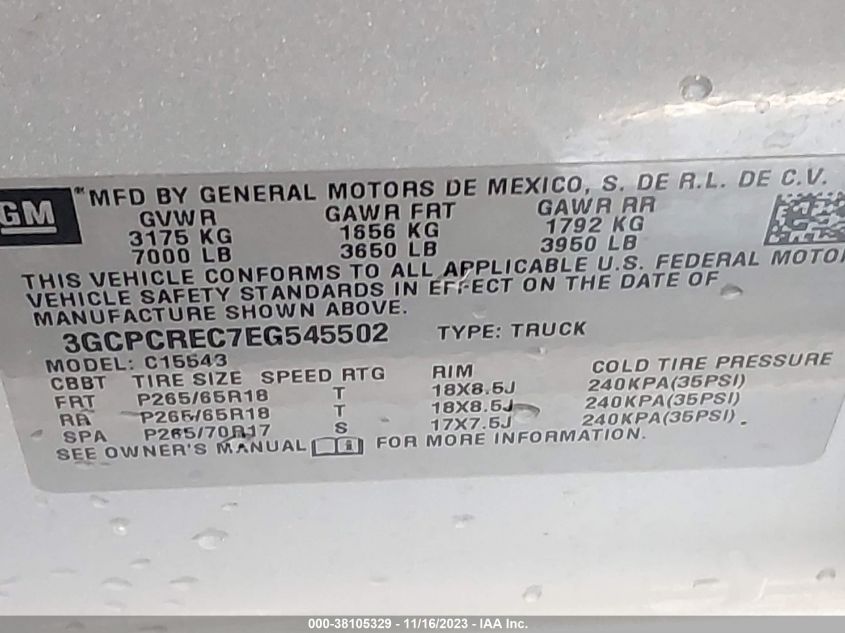 GM ™ MFD BY GENERAL MOTORS DE MEXICO, S. DE R.L. DE C.V.
GVWR GAWR FRT GAWR RR
3175 KG 1656 KG 1792 KG
7000 LB 3650 LB 3950 LB
THIS VEHICLE CONFORMS TO ALL APPLICABLE U.S. FEDERAL MOTOR
VEHICLE SAFETY STANDARDS IN EFFECT ON THE DATE OF
MANUFACTURE SHOWN ABOVE.
3GCPCREC7EG545502 TYPE: TRUCK
MODEL: C15543
CBBT TIRE SIZE SPEED RTG RIM COLD TIRE PRESSURE
FRT P265/65R18 T 18X8.5J 240KPA(35PSI)
RR P265/65R18 T 18X8.5J 240KPA(35PSI)
SPA P265/70R17 S 17X7.5J 240KPA(35PSI)
SEE OWNER'S MANUAL FOR MORE INFORMATION.
000-38105329 - 11/16/2023 - IAA Inc.